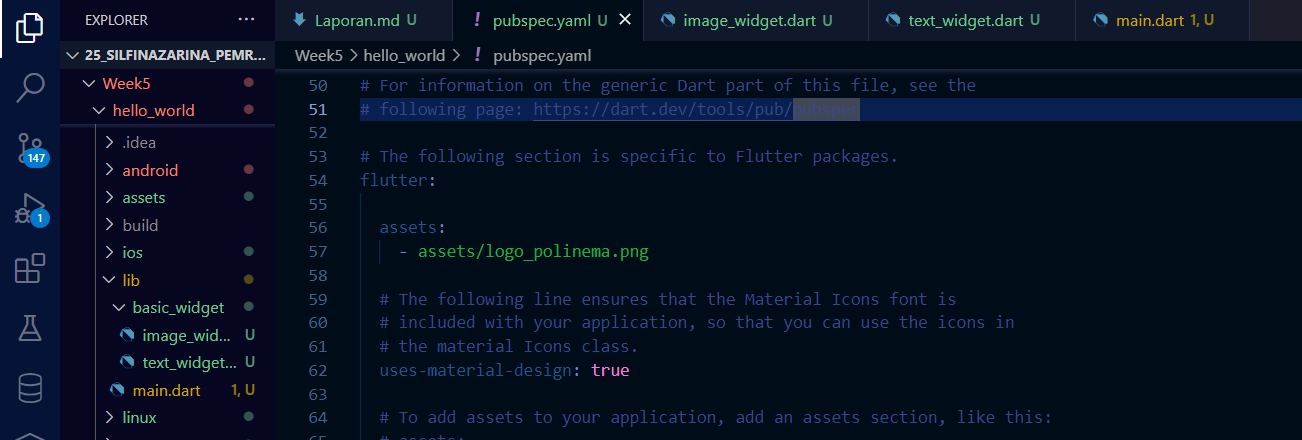 EXPLORER ···
Laporan.md U
! pubspec.yaml U ×
image_widget.dart U
text_widget.dart U
main.dart 1, U
25_SILFINAZARINA_PEMR...
Week5
hello_world
.idea
android
assets
build
ios
lib
basic_widget
image_wid... U
text_widget... U
main.dart 1, U
linux
147
1
Week5 > hello_world > ! pubspec.yaml
50 # For information on the generic Dart part of this file, see the
51 # following page: https://dart.dev/tools/pub/pubspec
52
53 # The following section is specific to Flutter packages.
54 flutter:
55
56 assets:
57 - assets/logo_polinema.png
58
59 # The following line ensures that the Material Icons font is
60 # included with your application, so that you can use the icons in
61 # the material Icons class.
62 uses-material-design: true
63
64 # To add assets to your application, add an assets section, like this:
65 # assets: